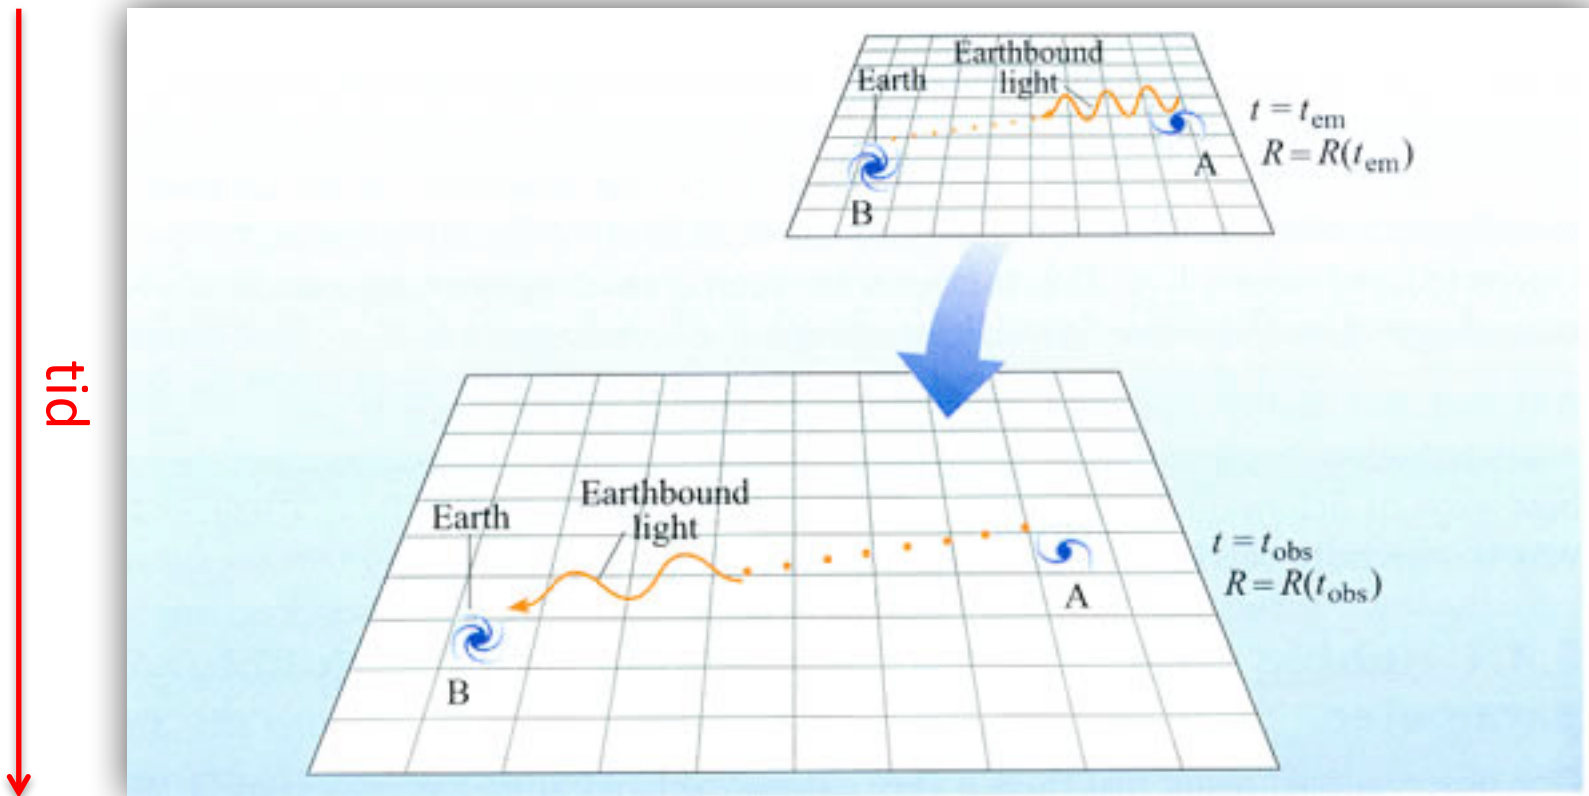 tid
Earthbound
light
Earth
t = t_em
R = R(t_em)
A
B
Earthbound
light
Earth
t = t_obs
R = R(t_obs)
A
B